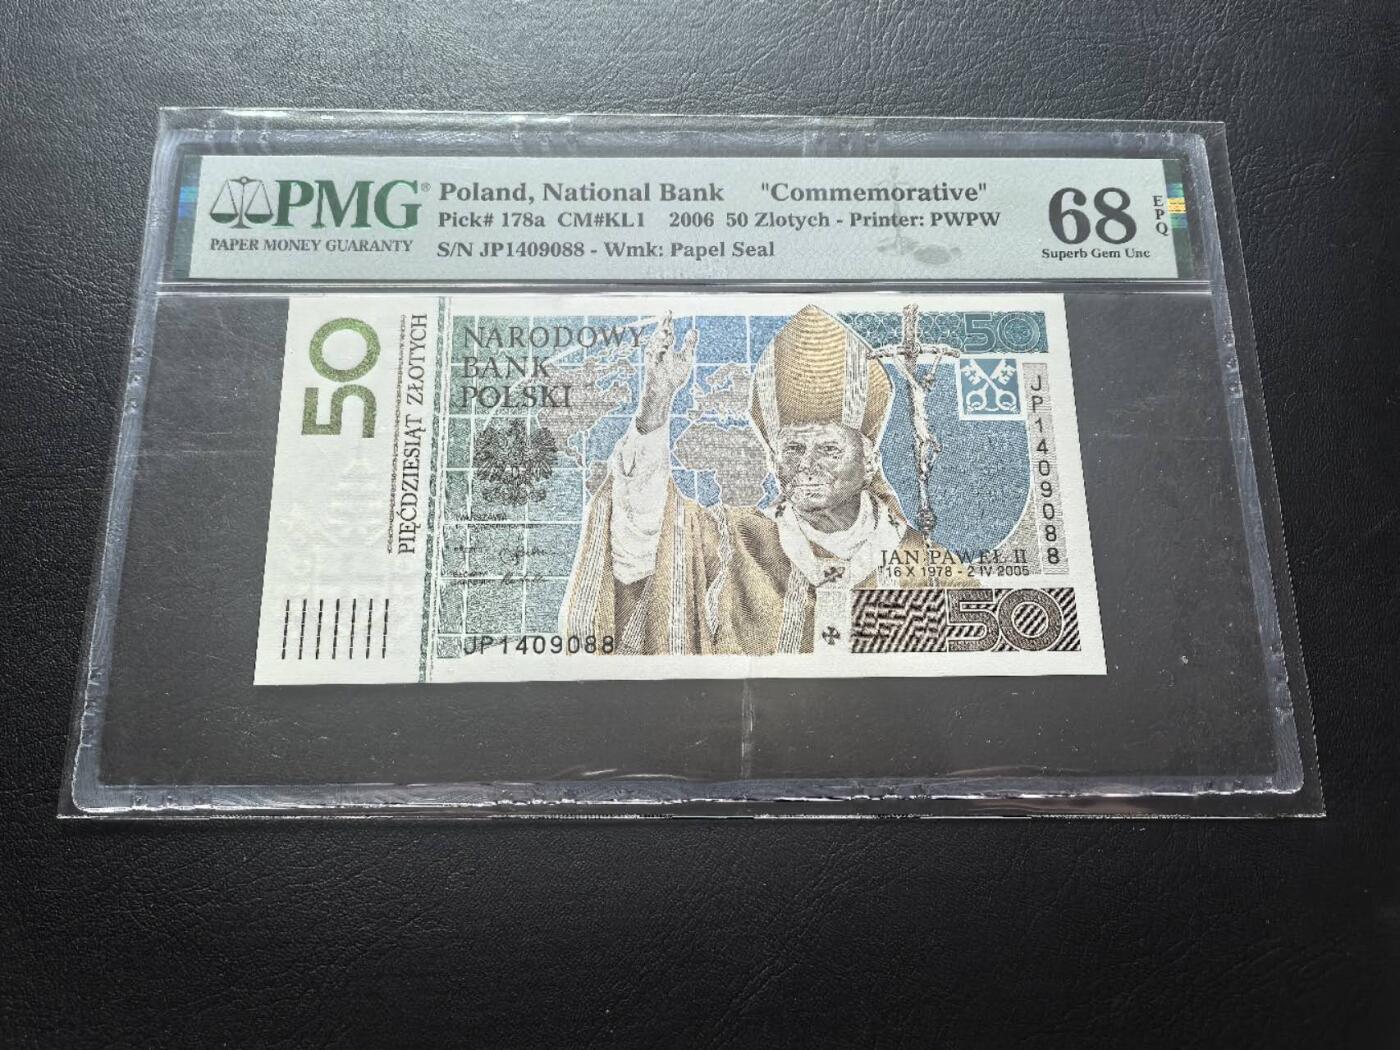 PMG® Poland, National Bank "Commemorative" 68 EPQ
Pick# 178a CM#KL1 2006 50 Zlotych - Printer: PWPW
PAPER MONEY GUARANTY S/N JP1409088 - Wmk: Papel Seal Superb Gem Unc
50
PIĘĆDZIESIĄT ZŁOTYCH
NARODOWY
BANK
POLSKI
50
JP1409088
WARSZAWA
JAN PAWEŁ II
16 X 1978 - 2 IV 2005
50
JP1409088